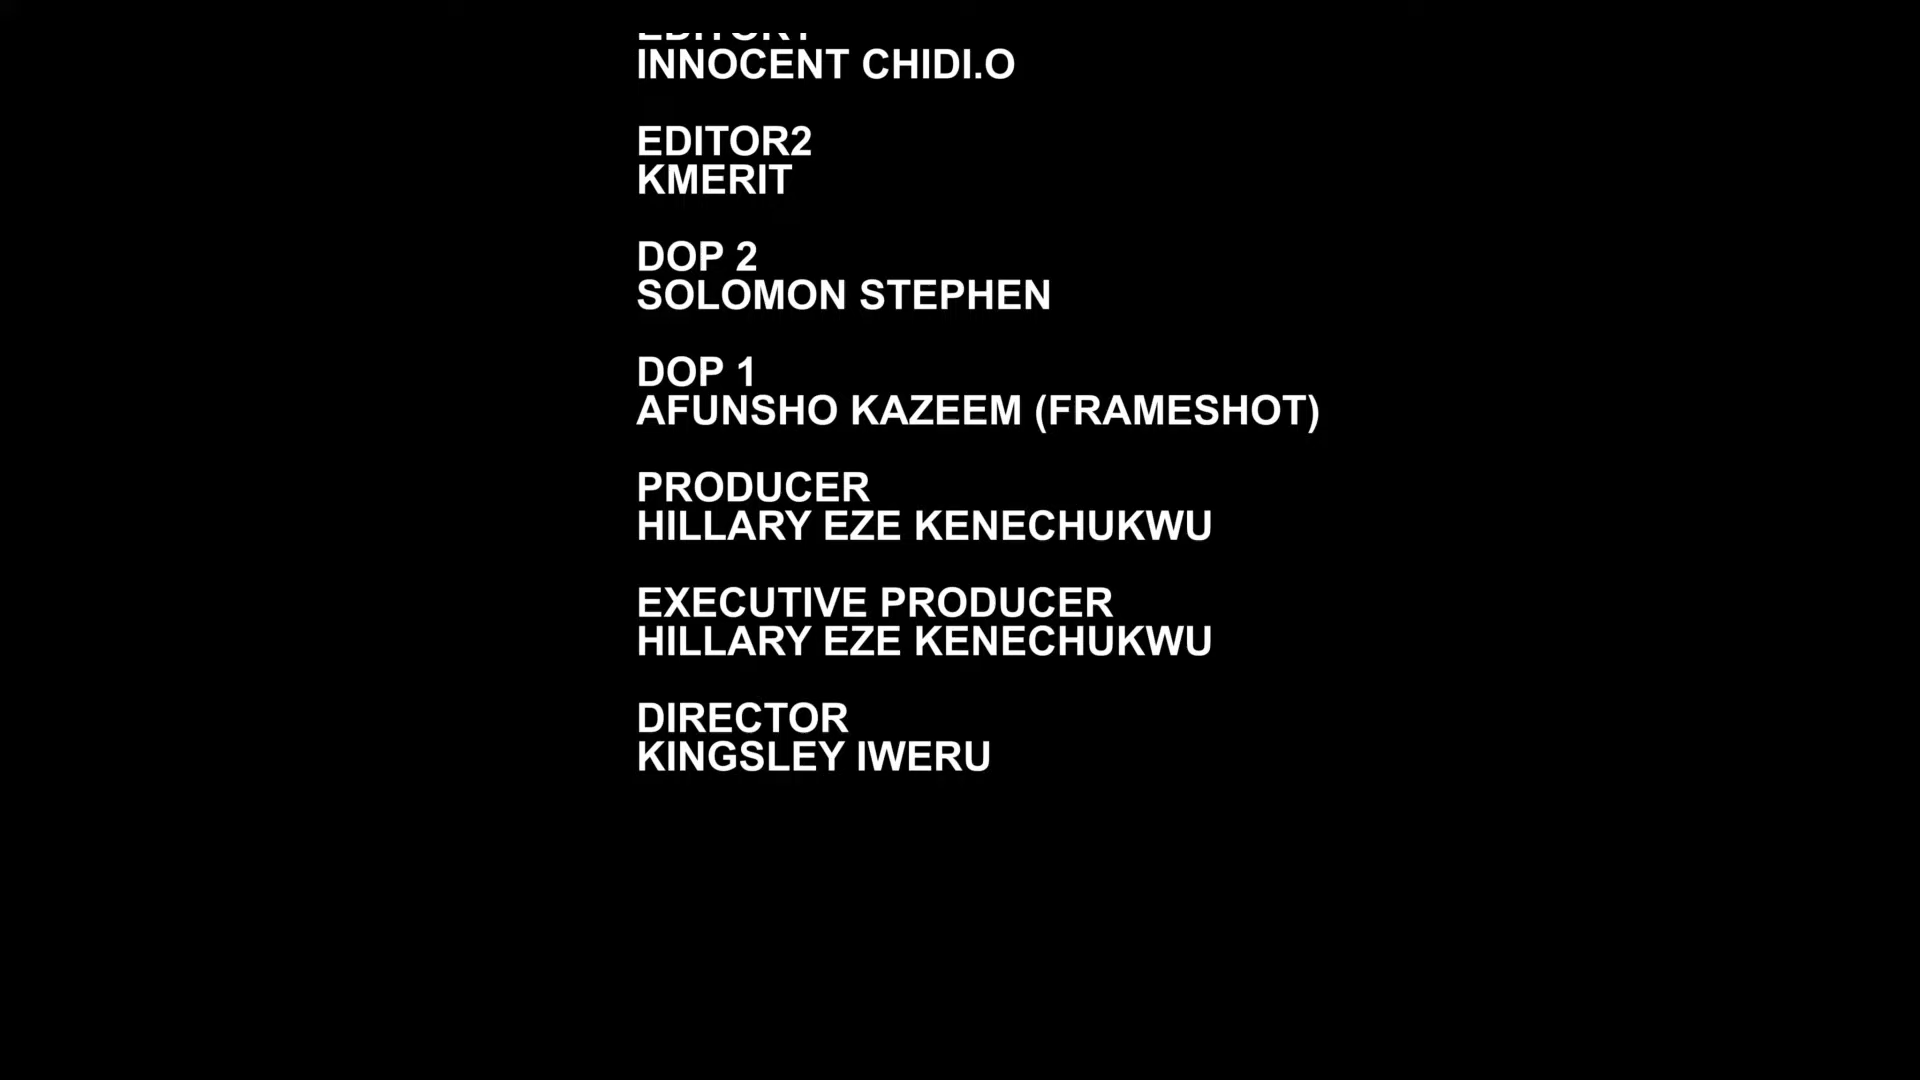 INNOCENT CHIDI.O
EDITOR2
KMERIT
DOP 2
SOLOMON STEPHEN
DOP 1
AFUNSHO KAZEEM (FRAMESHOT)
PRODUCER
HILLARY EZE KENECHUKWU
EXECUTIVE PRODUCER
HILLARY EZE KENECHUKWU
DIRECTOR
KINGSLEY IWERU